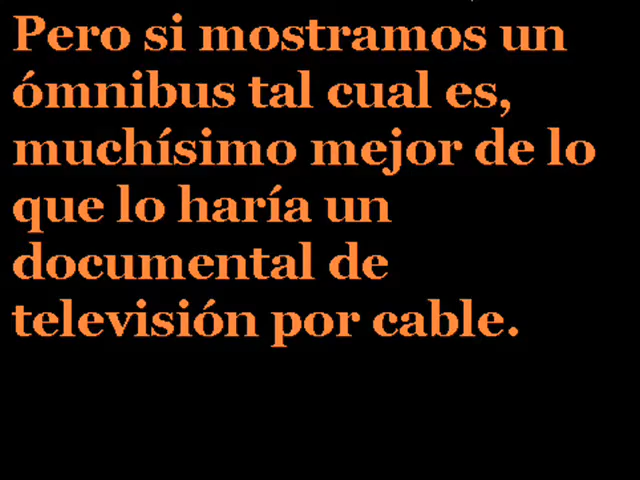 Pero si mostramos un
ómnibus tal cual es,
muchísimo mejor de lo
que lo haría un
documental de
televisión por cable.